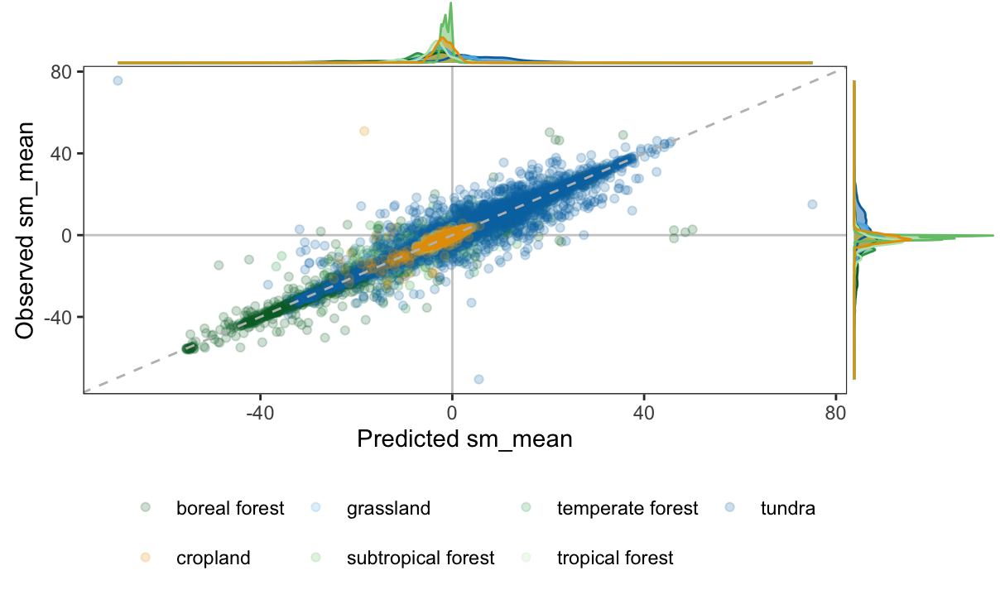 80
40
0
-40
Observed sm_mean
-40
0
40
80
Predicted sm_mean
boreal forest
grassland
temperate forest
tundra
cropland
subtropical forest
tropical forest